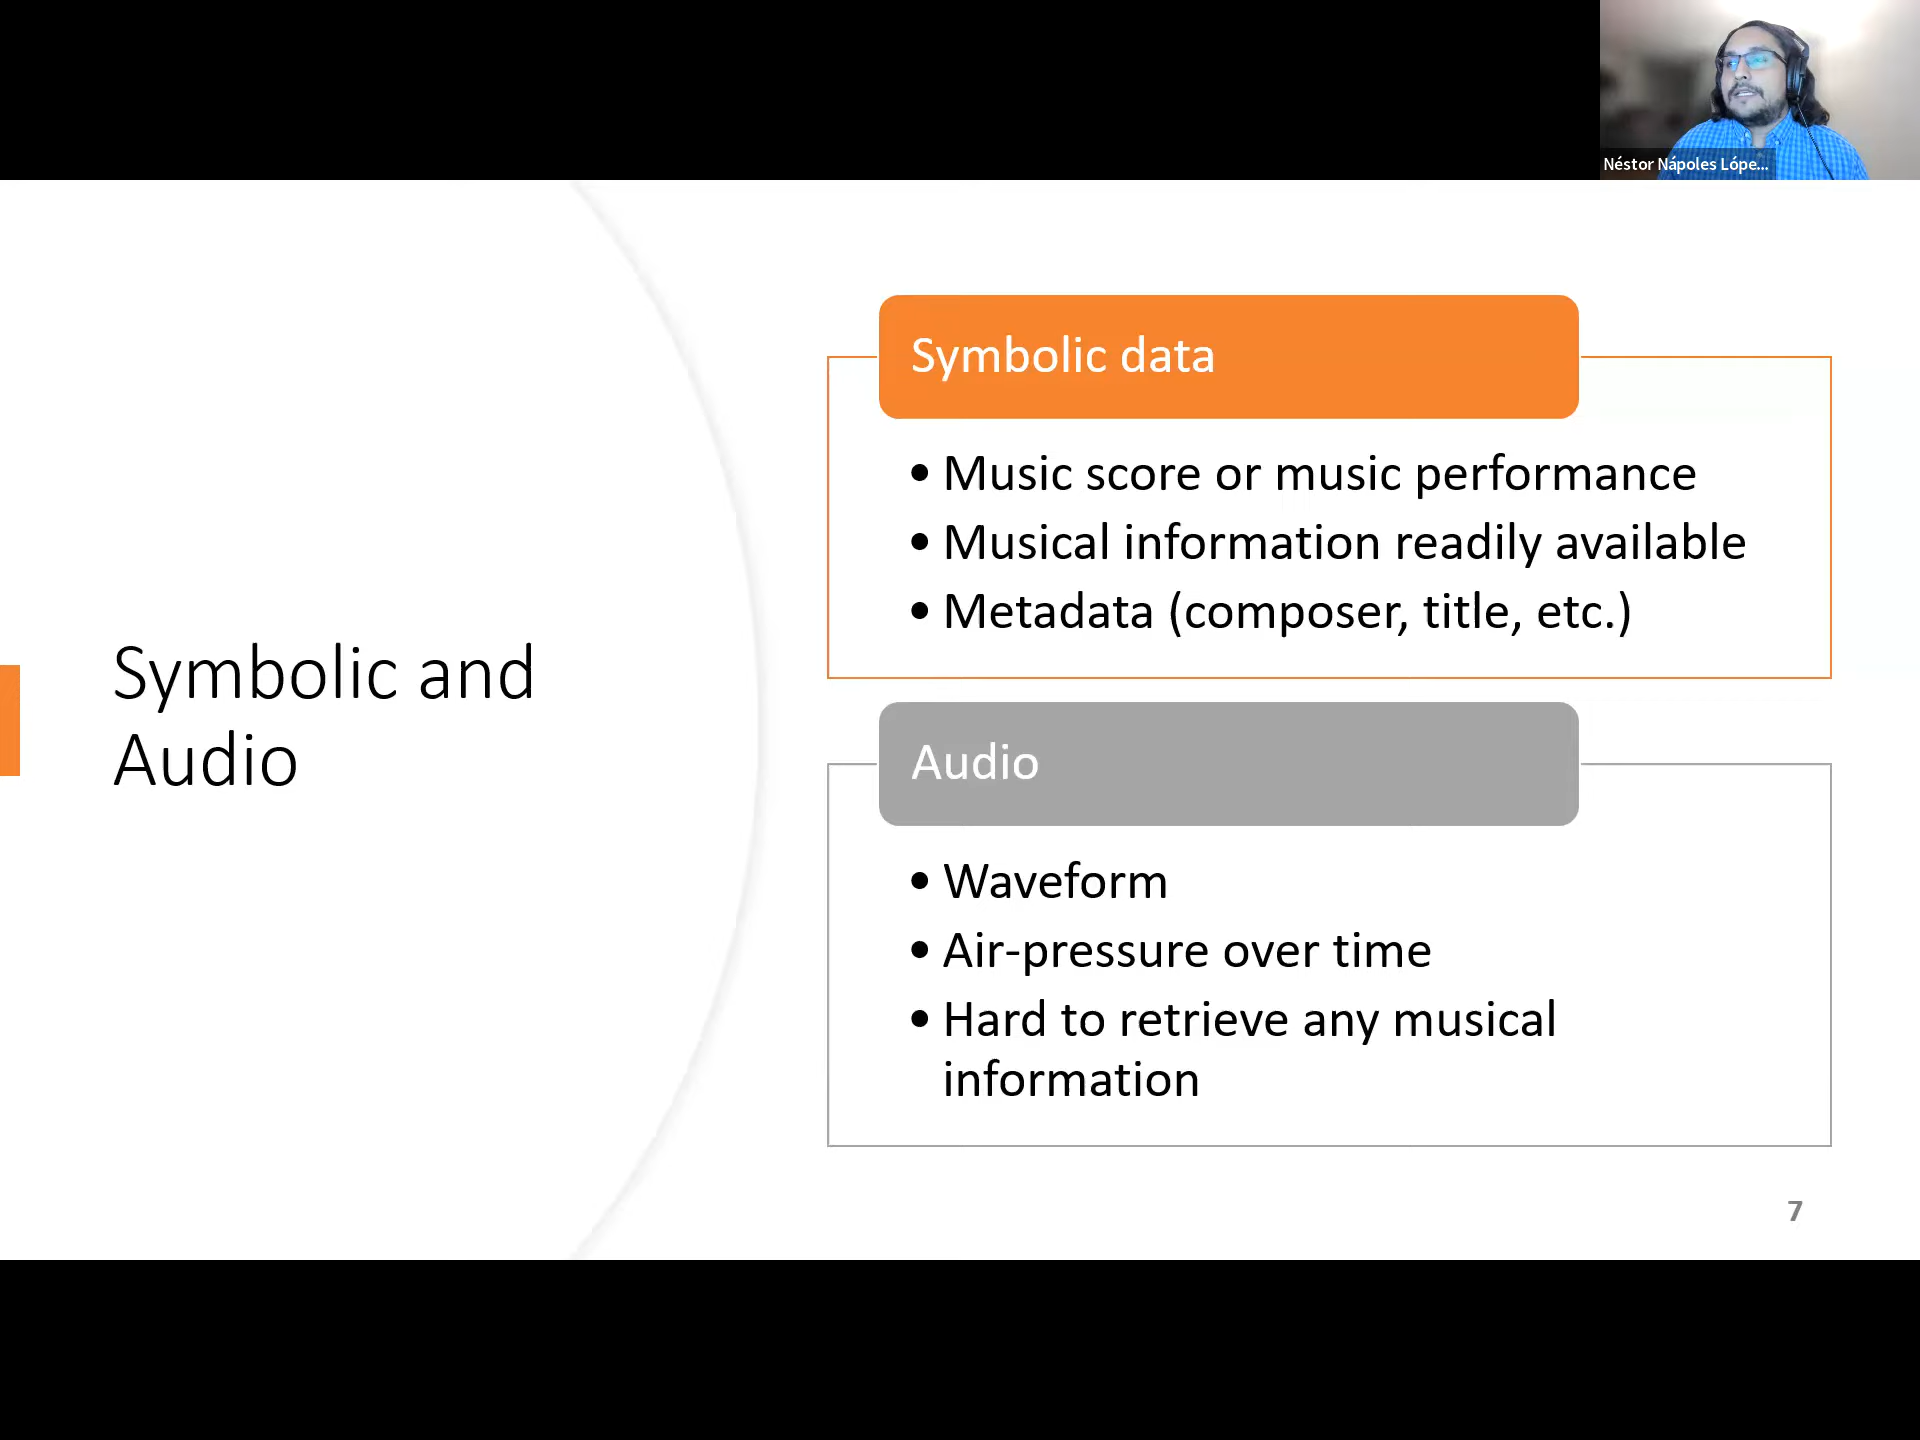 Néstor Nápoles Lópe...
Symbolic and
Audio
Symbolic data
• Music score or music performance
• Musical information readily available
• Metadata (composer, title, etc.)
Audio
• Waveform
• Air-pressure over time
• Hard to retrieve any musical
information
7